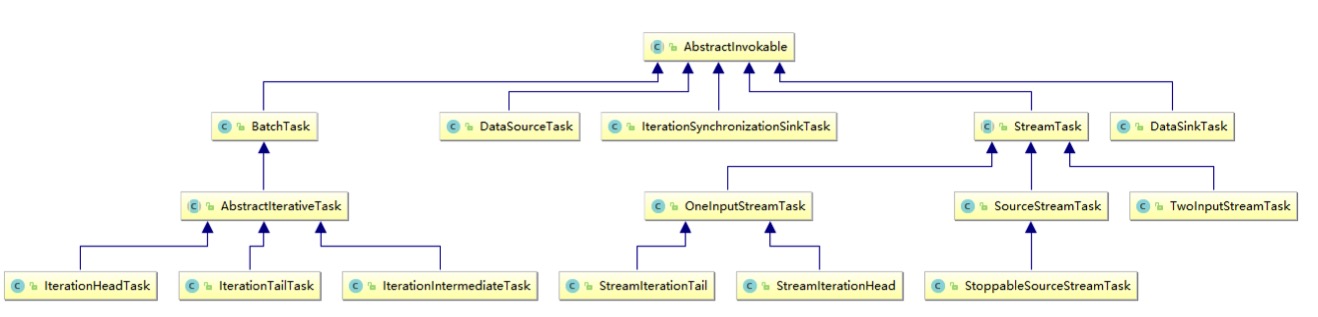 AbstractInvokable
BatchTask
DataSourceTask
IterationSynchronizationSinkTask
StreamTask
DataSinkTask
AbstractIterativeTask
OneInputStreamTask
SourceStreamTask
TwoInputStreamTask
IterationHeadTask
IterationTailTask
IterationIntermediateTask
StreamIterationTail
StreamIterationHead
StoppableSourceStreamTask